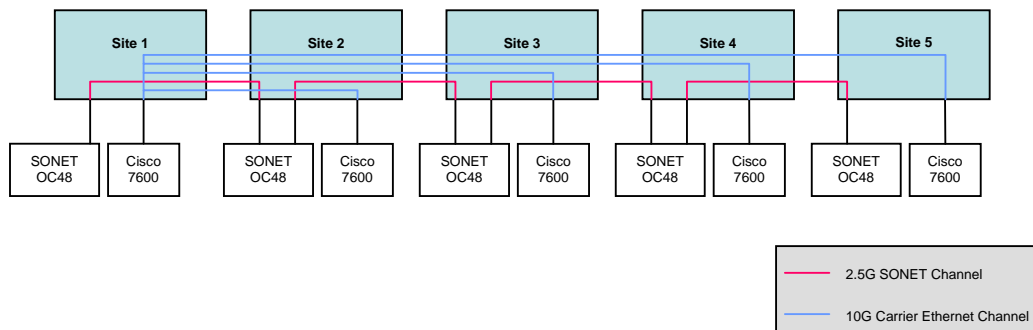 Site 1
Site 2
Site 3
Site 4
Site 5
SONET
OC48
Cisco
7600
SONET
OC48
Cisco
7600
SONET
OC48
Cisco
7600
SONET
OC48
Cisco
7600
SONET
OC48
Cisco
7600
2.5G SONET Channel
10G Carrier Ethernet Channel